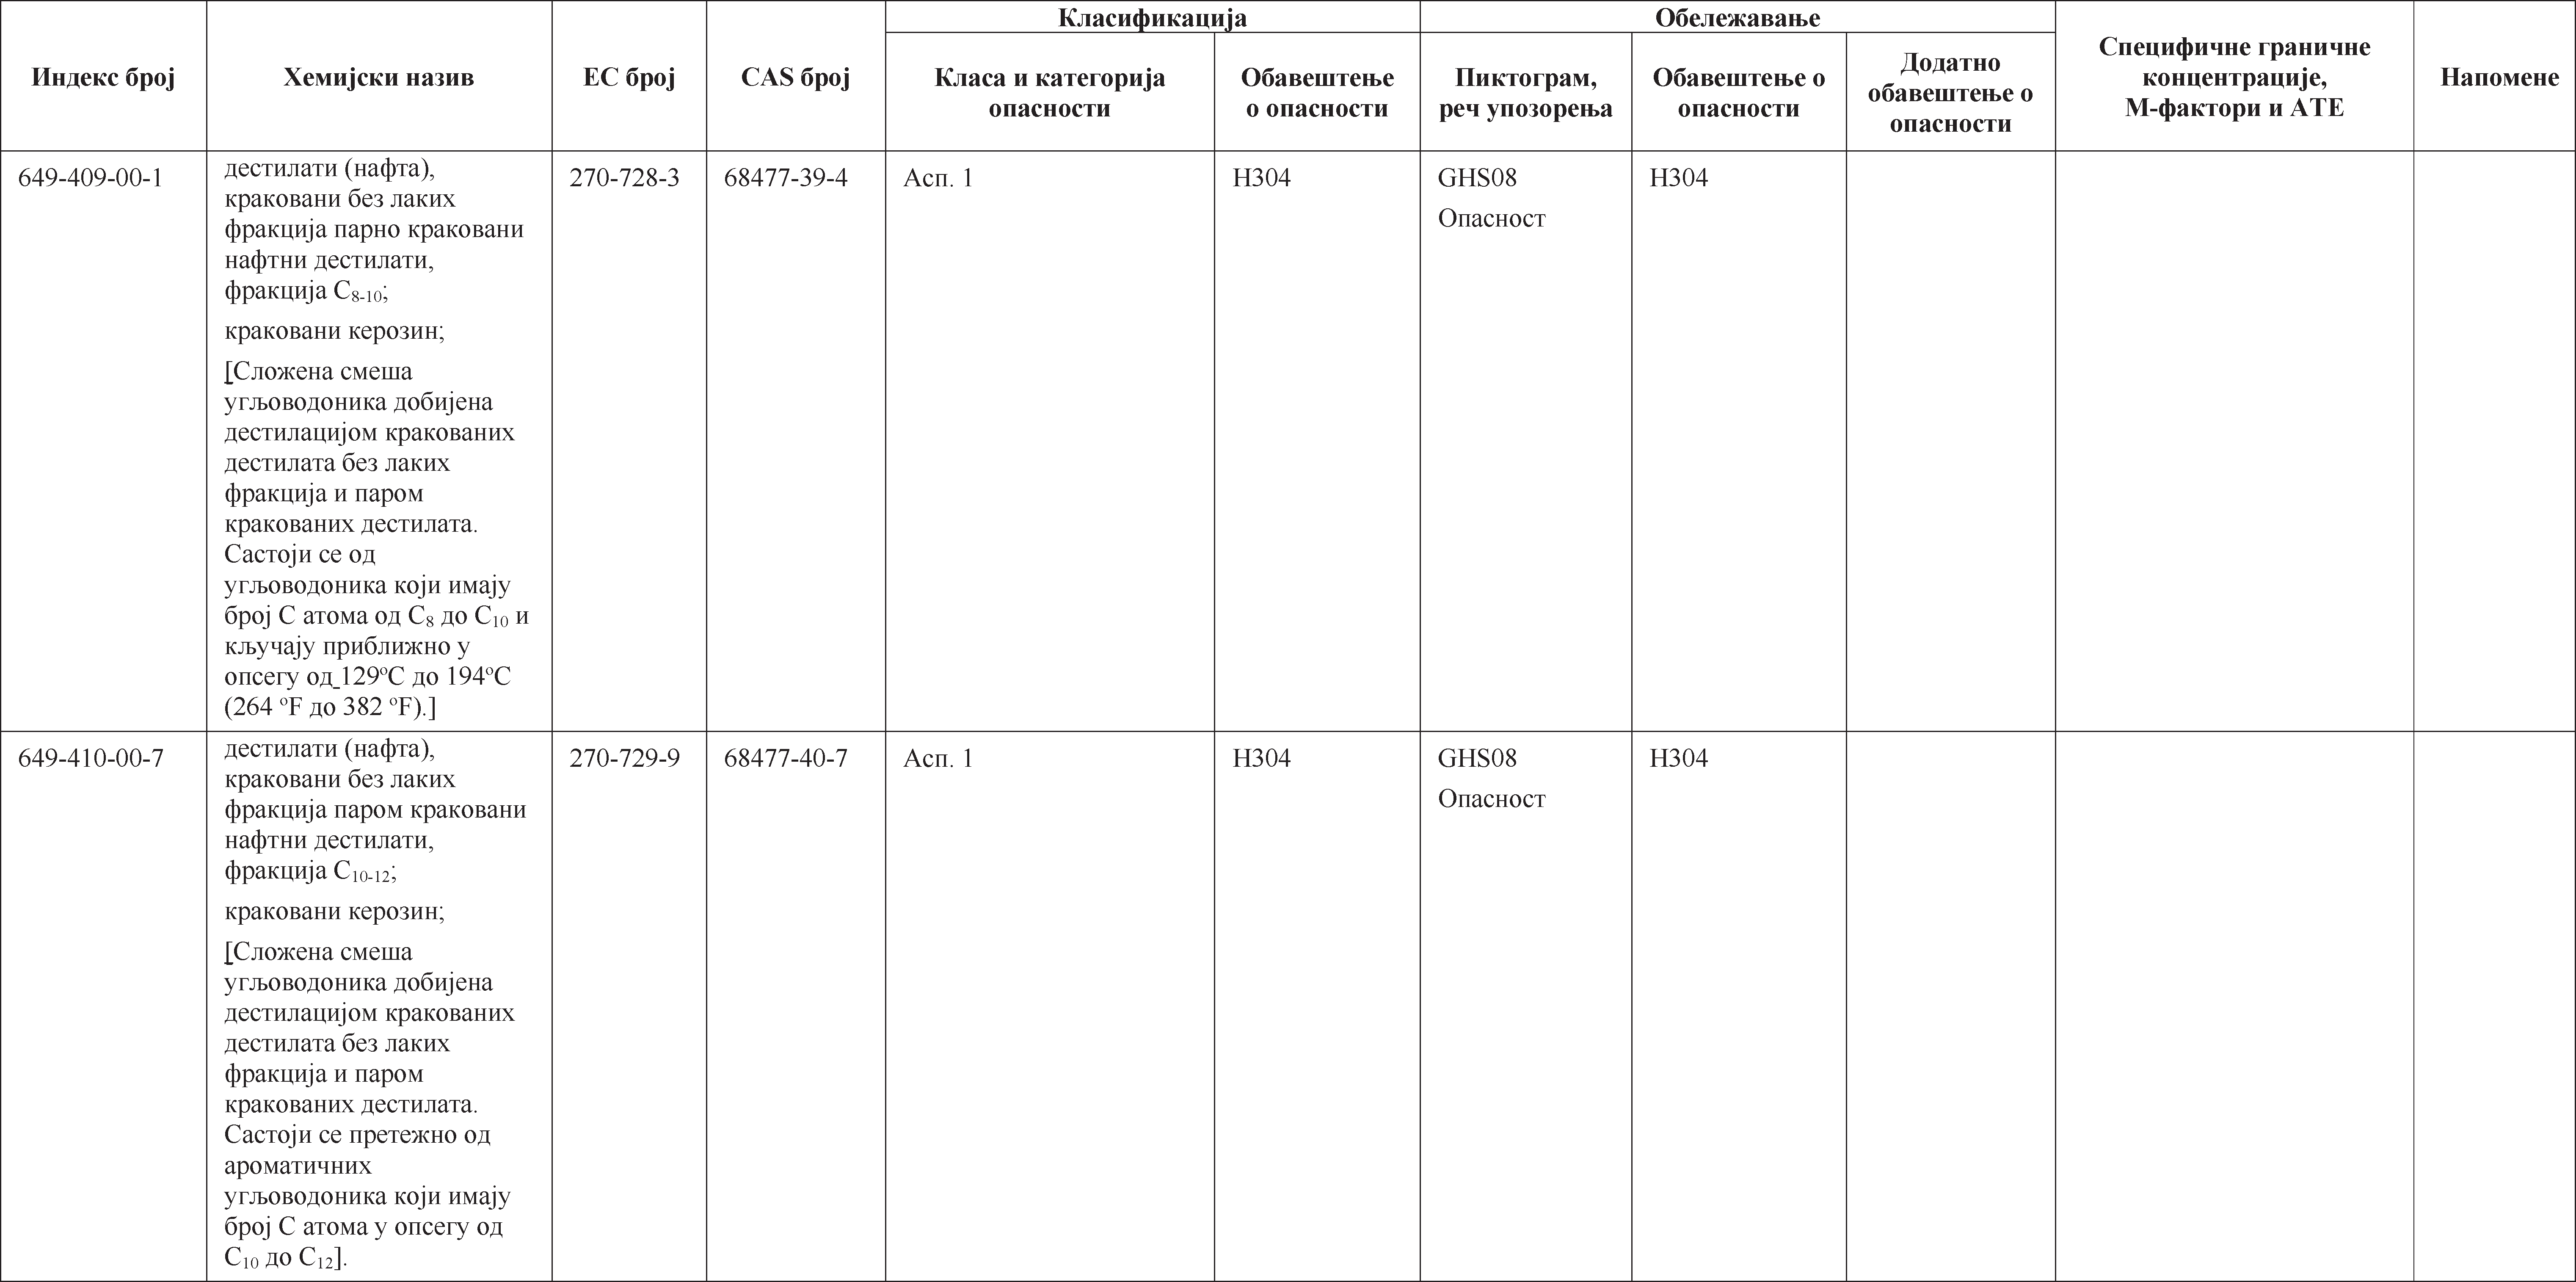 Класификација
Обележавање
Индекс број
Хемијски назив
ЕС број
CAS број
Класа и категорија
опасности
Обавештење
о опасности
Пиктограм,
реч упозорења
Обавештење о
опасности
Додатно
обавештење о
опасности
Специфичне граничне
концентрације,
М-фактори и АТЕ
Напомене
649-409-00-1
дестилати (нафта),
краковани без лаких
фракција парно краковани
нафтни дестилати,
фракција C₈₋₁₀;
краковани керозин;
[Сложена смеша
угљоводоника добијена
дестилацијом кракованих
дестилата без лаких
фракција и паром
кракованих дестилата.
Састоји се од
угљоводоника који имају
број C атома од C₈ до C₁₀ и
кључају приближно у
опсегу од 129ºC до 194ºC
(264 ºF до 382 ºF).]
270-728-3
68477-39-4
Асп. 1
H304
GHS08
Опасност
H304
649-410-00-7
дестилати (нафта),
краковани без лаких
фракција паром краковани
нафтни дестилати,
фракција C₁₀₋₁₂;
краковани керозин;
[Сложена смеша
угљоводоника добијена
дестилацијом кракованих
дестилата без лаких
фракција и паром
кракованих дестилата.
Састоји се претежно од
ароматичних
угљоводоника који имају
број C атома у опсегу од
C₁₀ до C₁₂].
270-729-9
68477-40-7
Асп. 1
H304
GHS08
Опасност
H304